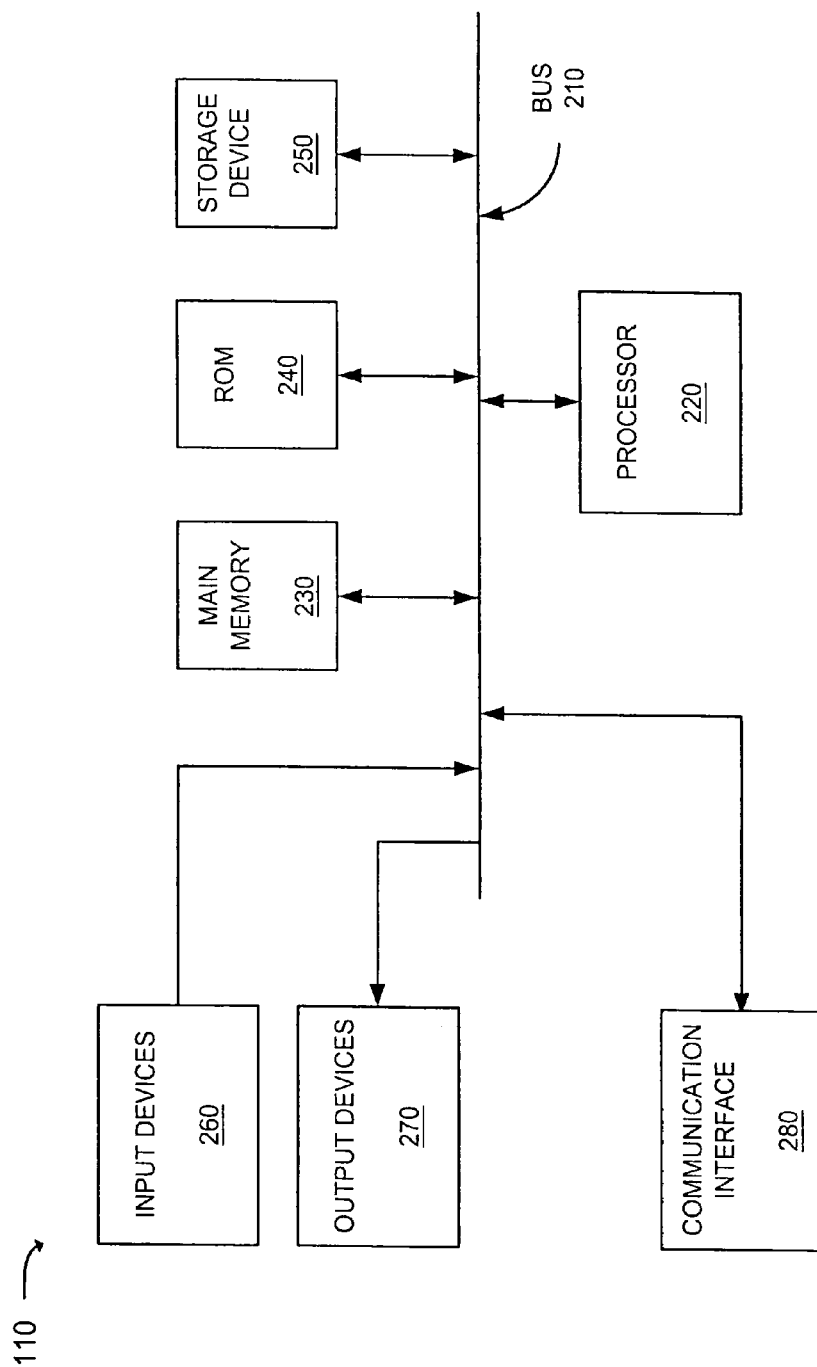 110
INPUT DEVICES
260
OUTPUT DEVICES
270
COMMUNICATION
INTERFACE
280
MAIN
MEMORY
230
ROM
240
STORAGE
DEVICE
250
PROCESSOR
220
BUS
210